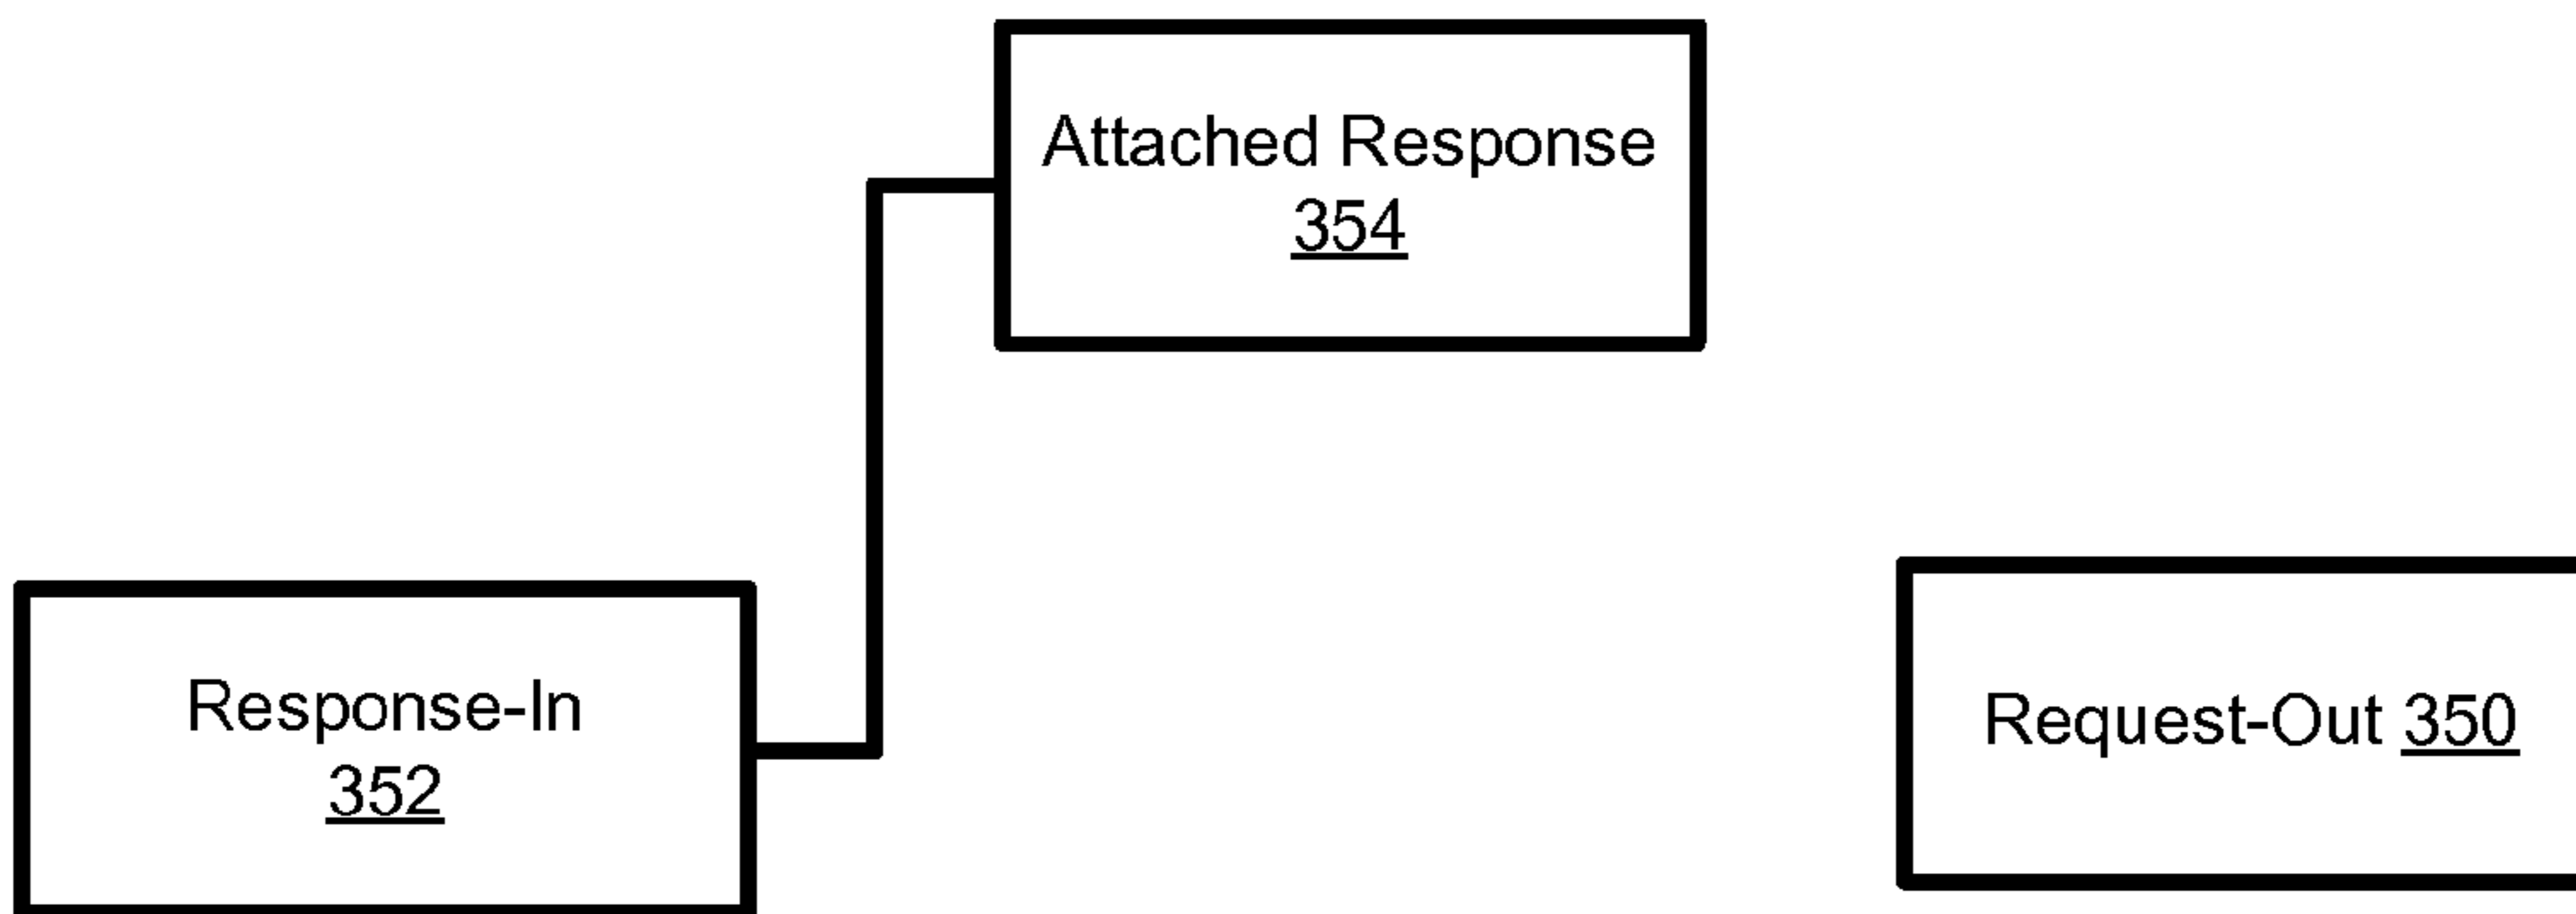 Attached Response
354
Response-In
352
Request-Out 350